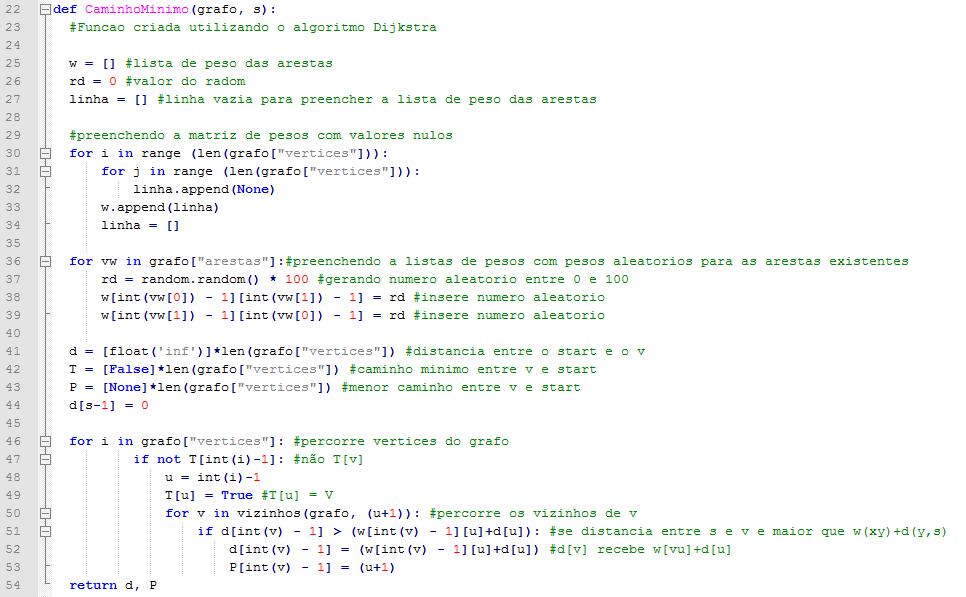 22 def CaminhoMinimo(grafo, s):
23 #Funcao criada utilizando o algoritmo Dijkstra
24
25 w = [] #lista de peso das arestas
26 rd = 0 #valor do radom
27 linha = [] #linha vazia para preencher a lista de peso das arestas
28
29 #preenchendo a matriz de pesos com valores nulos
30 for i in range (len(grafo["vertices"])):
31 for j in range (len(grafo["vertices"])):
32 linha.append(None)
33 w.append(linha)
34 linha = []
35
36 for vw in grafo["arestas"]:#preenchendo a listas de pesos com pesos aleatorios para as arestas existentes
37 rd = random.random() * 100 #gerando numero aleatorio entre 0 e 100
38 w[int(vw[0]) - 1][int(vw[1]) - 1] = rd #insere numero aleatorio
39 w[int(vw[1]) - 1][int(vw[0]) - 1] = rd #insere numero aleatorio
40
41 d = [float('inf')]*len(grafo["vertices"]) #distancia entre o start e o v
42 T = [False]*len(grafo["vertices"]) #caminho minimo entre v e start
43 P = [None]*len(grafo["vertices"]) #menor caminho entre v e start
44 d[s-1] = 0
45
46 for i in grafo["vertices"]: #percorre vertices do grafo
47 if not T[int(i)-1]: #não T[v]
48 u = int(i)-1
49 T[u] = True #T[u] = V
50 for v in vizinhos(grafo, (u+1)): #percorre os vizinhos de v
51 if d[int(v) - 1] > (w[int(v) - 1][u]+d[u]): #se distancia entre s e v e maior que w(xy)+d(y,s)
52 d[int(v) - 1] = (w[int(v) - 1][u]+d[u]) #d[v] recebe w[vu]+d[u]
53 P[int(v) - 1] = (u+1)
54 return d, P